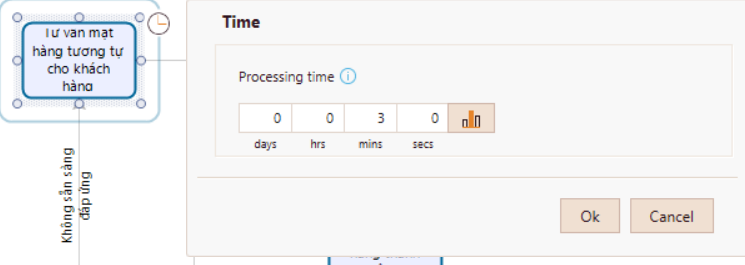 Tư vấn mặt
hàng tương tự
cho khách
hàng
Không sẵn sàng
đáp ứng
Time
Processing time
0 0 3 0
days hrs mins secs
Ok Cancel